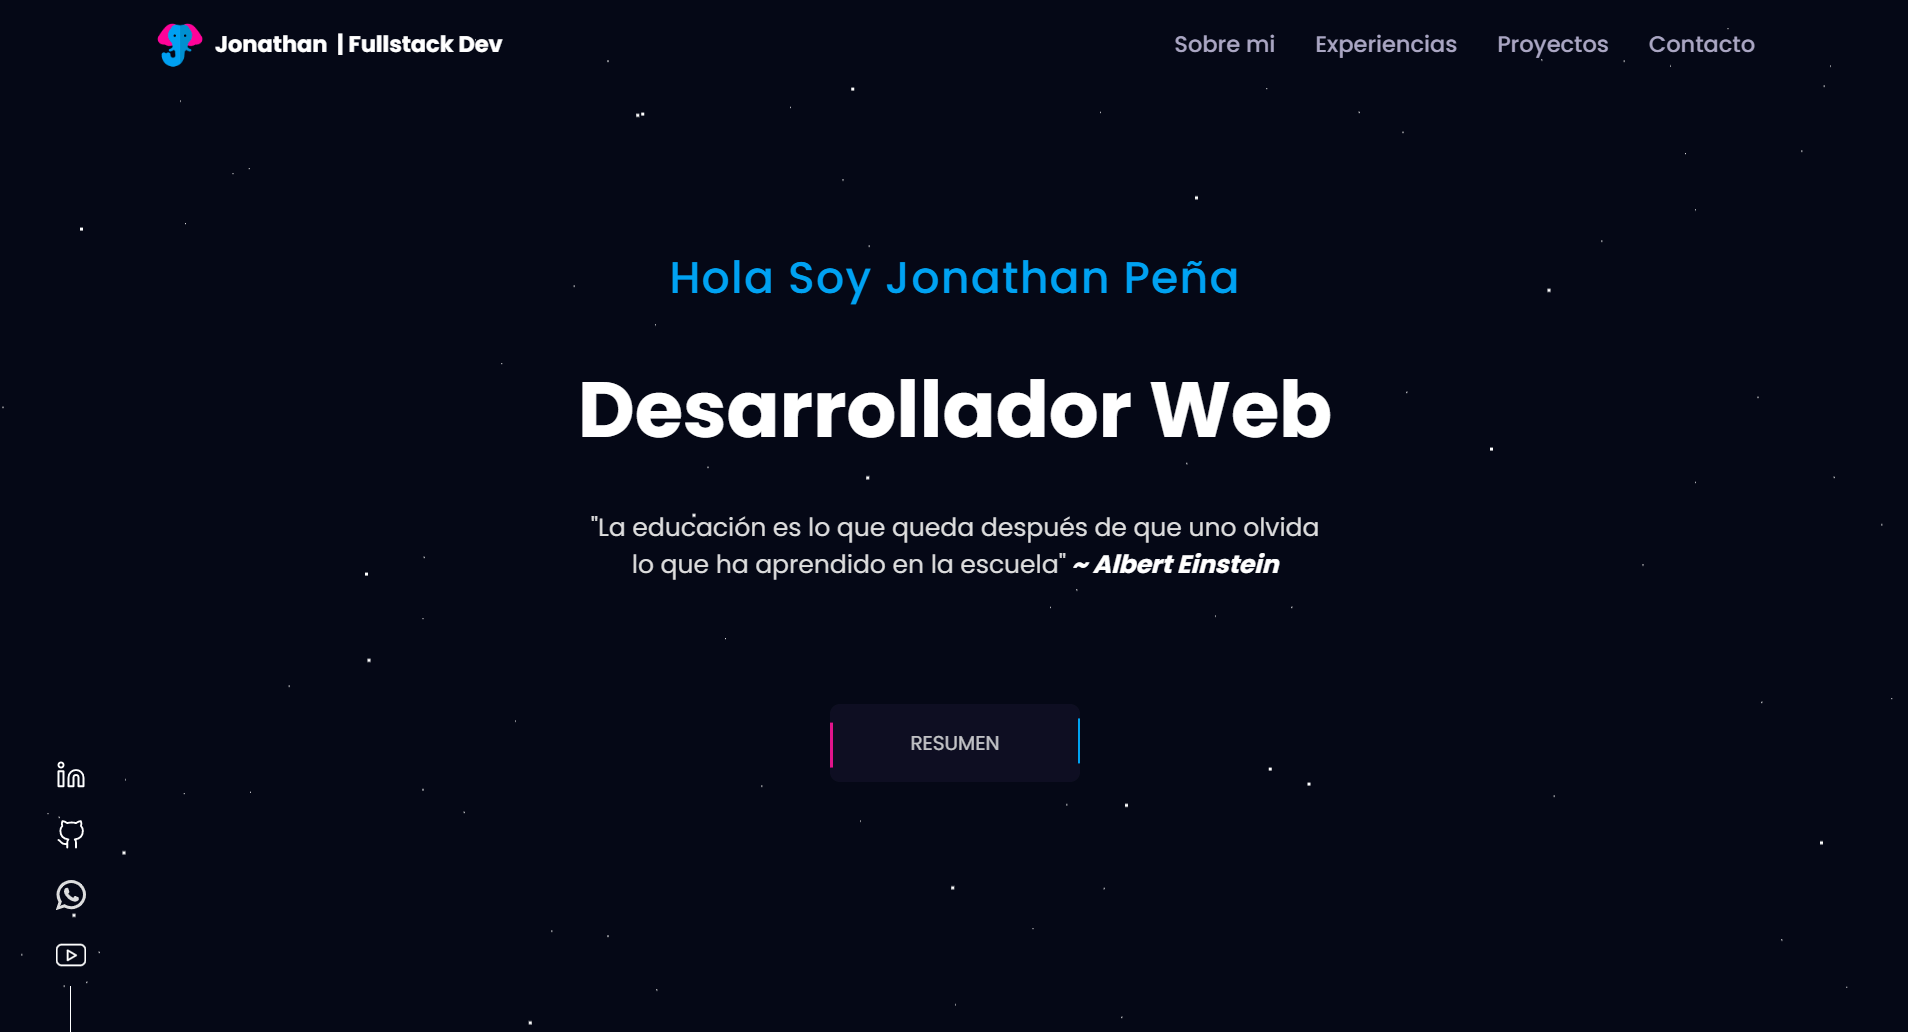 Jonathan | Fullstack Dev
Sobre mi
Experiencias
Proyectos
Contacto
Hola Soy Jonathan Peña
Desarrollador Web
"La educación es lo que queda después de que uno olvida
lo que ha aprendido en la escuela" ~ Albert Einstein
RESUMEN